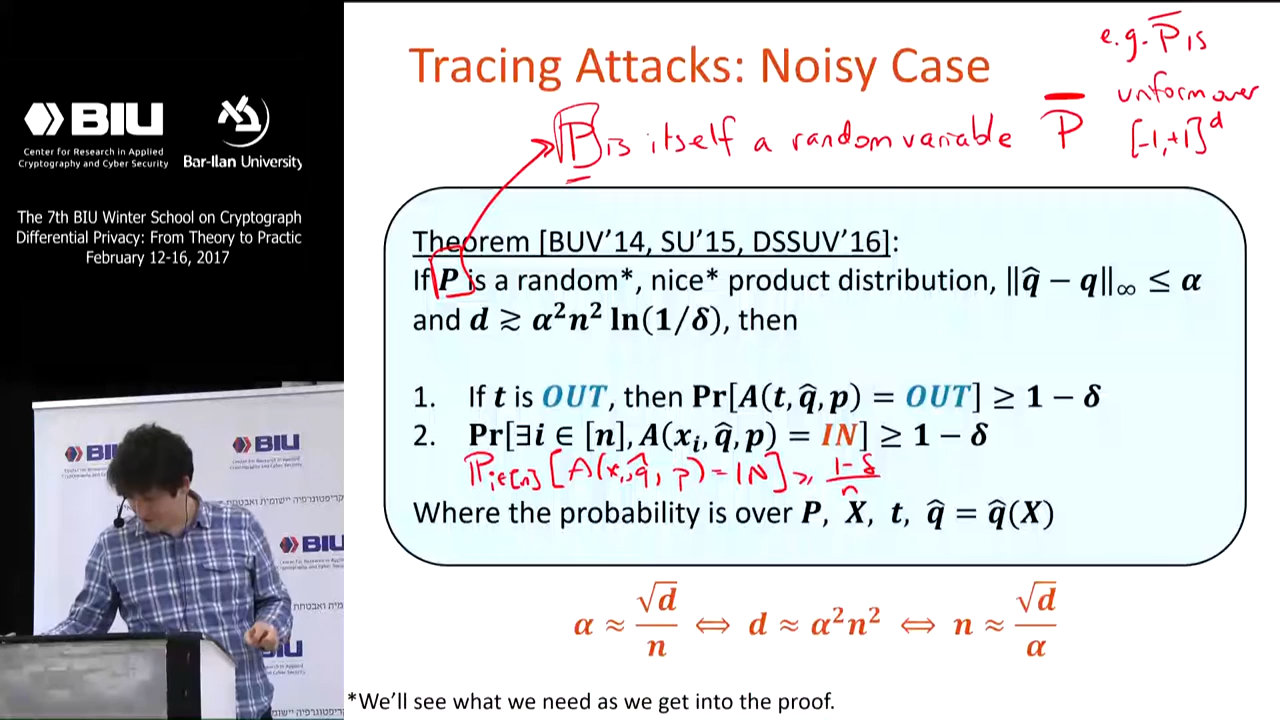 BIU
Center for Research in Applied
Cryptography and Cyber Security
Bar-Ilan University
The 7th BIU Winter School on Cryptograph
Differential Privacy: From Theory to Practic
February 12-16, 2017
Tracing Attacks: Noisy Case
e.g. P̅ is
uniform over
[-1,+1]^d
P is itself a random variable P̅
Theorem [BUV'14, SU'15, DSSUV'16]:
If P is a random*, nice* product distribution, ‖q̂ − q‖∞ ≤ α
and d ≳ α²n² ln(1/δ), then
1. If t is OUT, then Pr[A(t, q̂, p) = OUT] ≥ 1 − δ
2. Pr[∃i ∈ [n], A(xᵢ, q̂, p) = IN] ≥ 1 − δ
P i∈[n] [A(xᵢ, q̂, p) = IN] ≥ (1-δ)/n
Where the probability is over P, X, t, q̂ = q̂(X)
α ≈ √d/n ⇔ d ≈ α²n² ⇔ n ≈ √d/α
*We'll see what we need as we get into the proof.
BIU
BIU
BIU